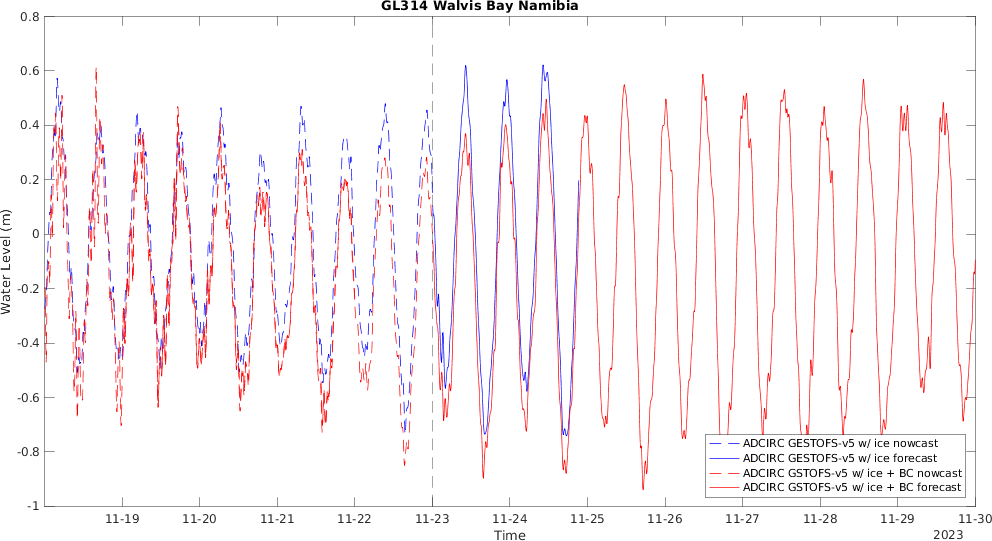 GL314 Walvis Bay Namibia
0.8
0.6
0.4
0.2
0
-0.2
-0.4
-0.6
-0.8
-1
Water Level (m)
ADCIRC GESTOFS-v5 w/ ice nowcast
ADCIRC GESTOFS-v5 w/ ice forecast
ADCIRC GSTOFS-v5 w/ ice + BC nowcast
ADCIRC GSTOFS-v5 w/ ice + BC forecast
11-19 11-20 11-21 11-22 11-23 11-24 11-25 11-26 11-27 11-28 11-29 11-30
Time
2023